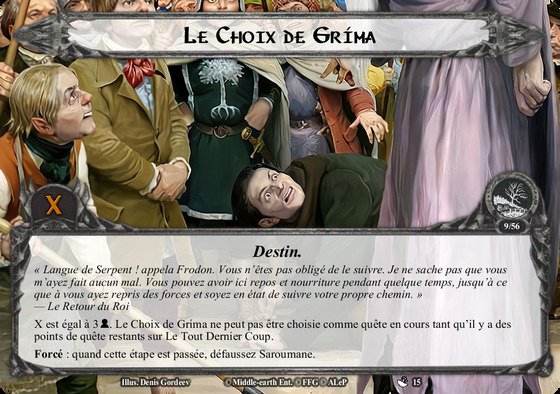 Le Choix de Gríma
9:56
Destin.
« Langue de Serpent ! appela Frodon. Vous n'êtes pas obligé de le suivre. Je ne sache pas que vous
m'ayez fait aucun mal. Vous pouvez avoir ici repos et nourriture pendant quelque temps, jusqu'à ce
que à vous ayez repris des forces et soyez en état de suivre votre propre chemin. »
Le Retour du Roi
X est égal à 3. Le Choix de Gríma ne peut pas être choisie comme quête en cours tant qu'il y a des
points de quête restants sur Le Tout Dernier Coup.
Forcé : quand cette étape est passée, défaussez Saroumane.
X
Illus. Denis Gordeev
© Middle-earth Ent. © FFG © ALeP
15